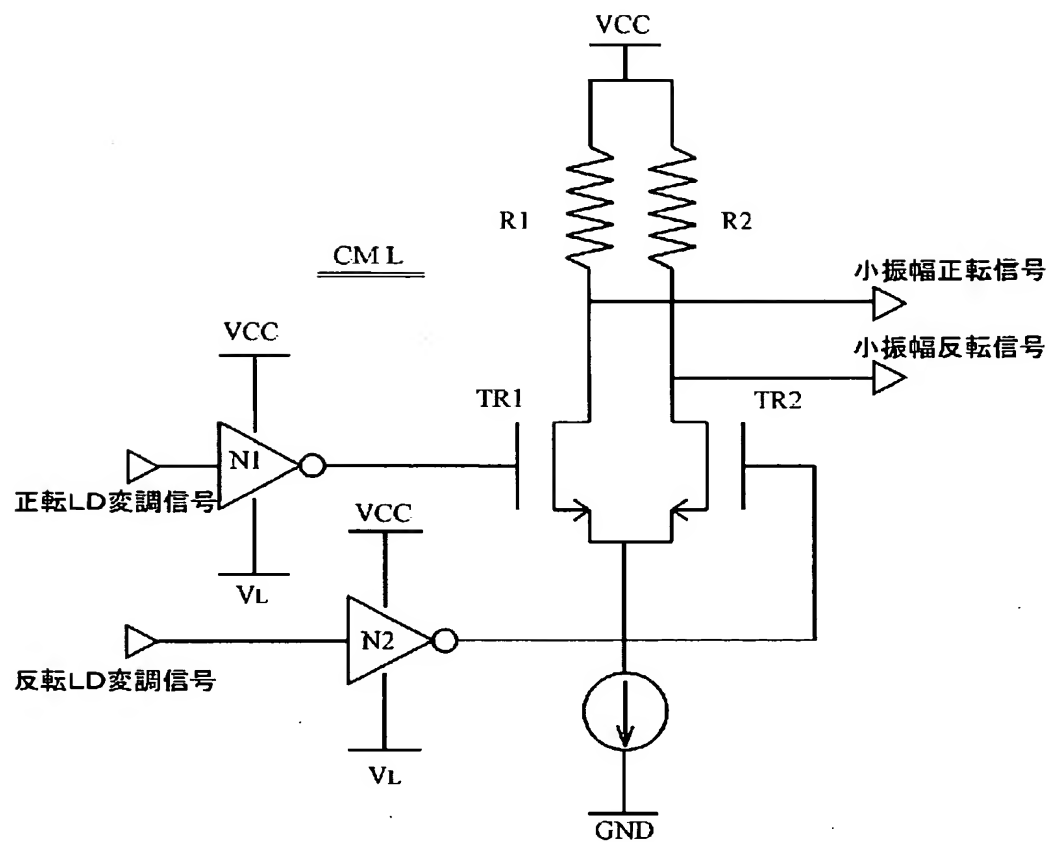 VCC
R1
R2
CML
小振幅正転信号
VCC
小振幅反転信号
TR1
TR2
N1
正転LD変調信号
VCC
VL
N2
反転LD変調信号
VL
GND